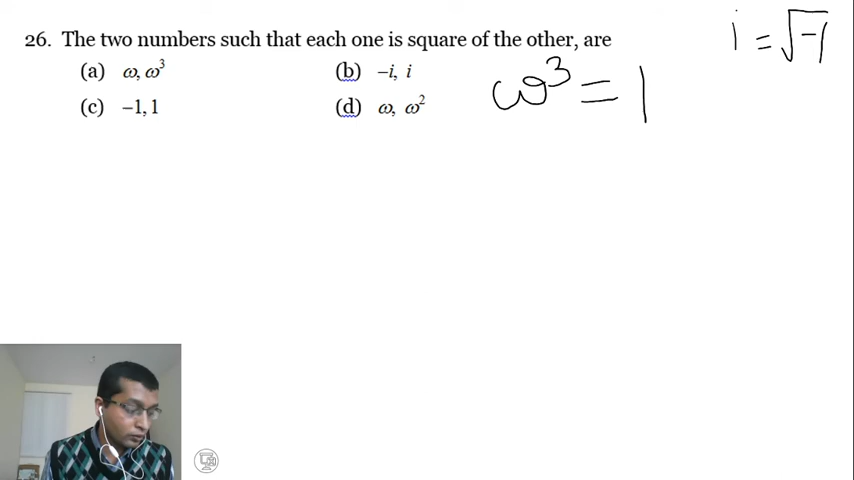 26. The two numbers such that each one is square of the other, are
(a) ω, ω³ (b) −i, i
(c) −1, 1 (d) ω, ω²
ω³ = 1
i = √−1